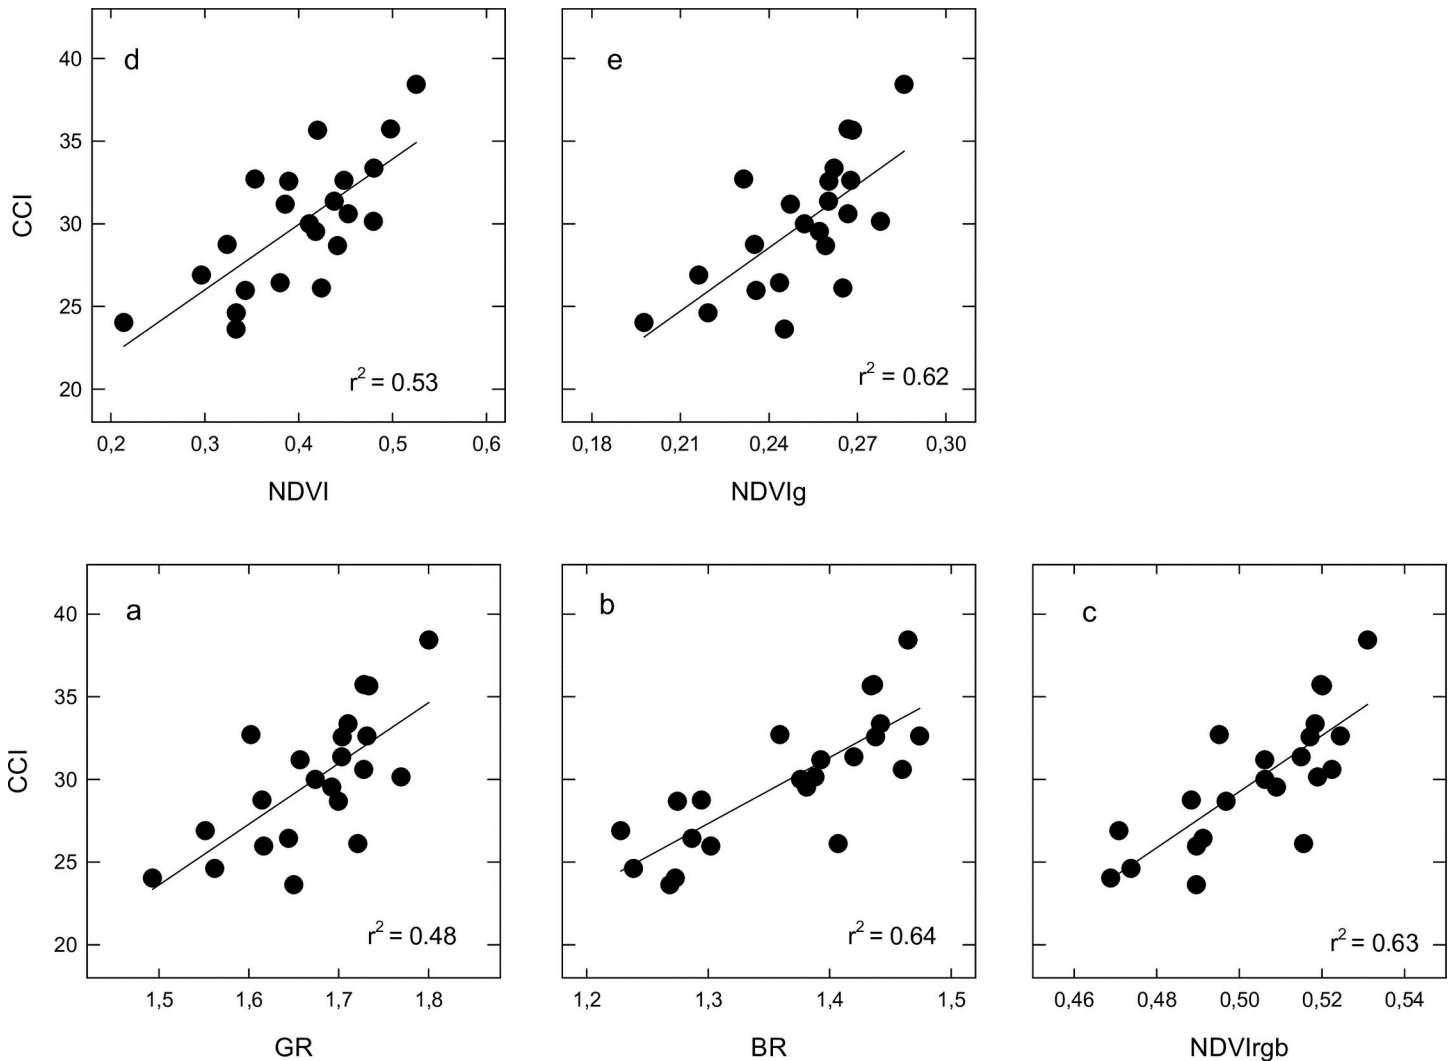 d
e
CCI
40
35
30
25
20
r² = 0.53
r² = 0.62
0,2 0,3 0,4 0,5 0,6
0,18 0,21 0,24 0,27 0,30
NDVI
NDVIg
a
b
c
CCI
40
35
30
25
20
r² = 0.48
r² = 0.64
r² = 0.63
1,5 1,6 1,7 1,8
1,2 1,3 1,4 1,5
0,46 0,48 0,50 0,52 0,54
GR
BR
NDVIrgb